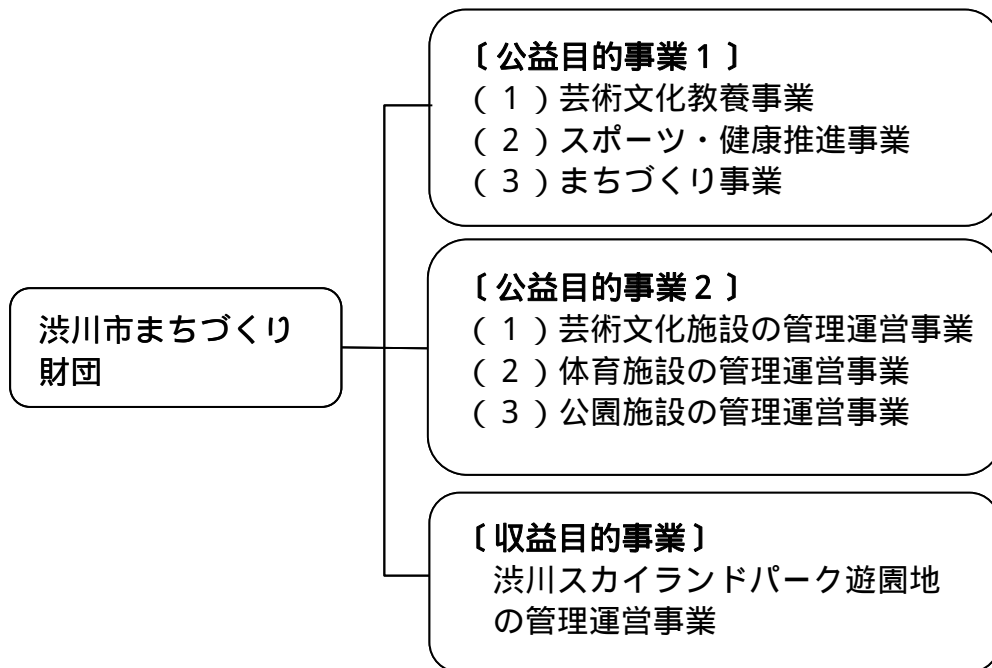 渋川市まちづくり
財団
〔公益目的事業1〕
(1)芸術文化教養事業
(2)スポーツ・健康推進事業
(3)まちづくり事業
〔公益目的事業2〕
(1)芸術文化施設の管理運営事業
(2)体育施設の管理運営事業
(3)公園施設の管理運営事業
〔収益目的事業〕
渋川スカイランドパーク遊園地
の管理運営事業